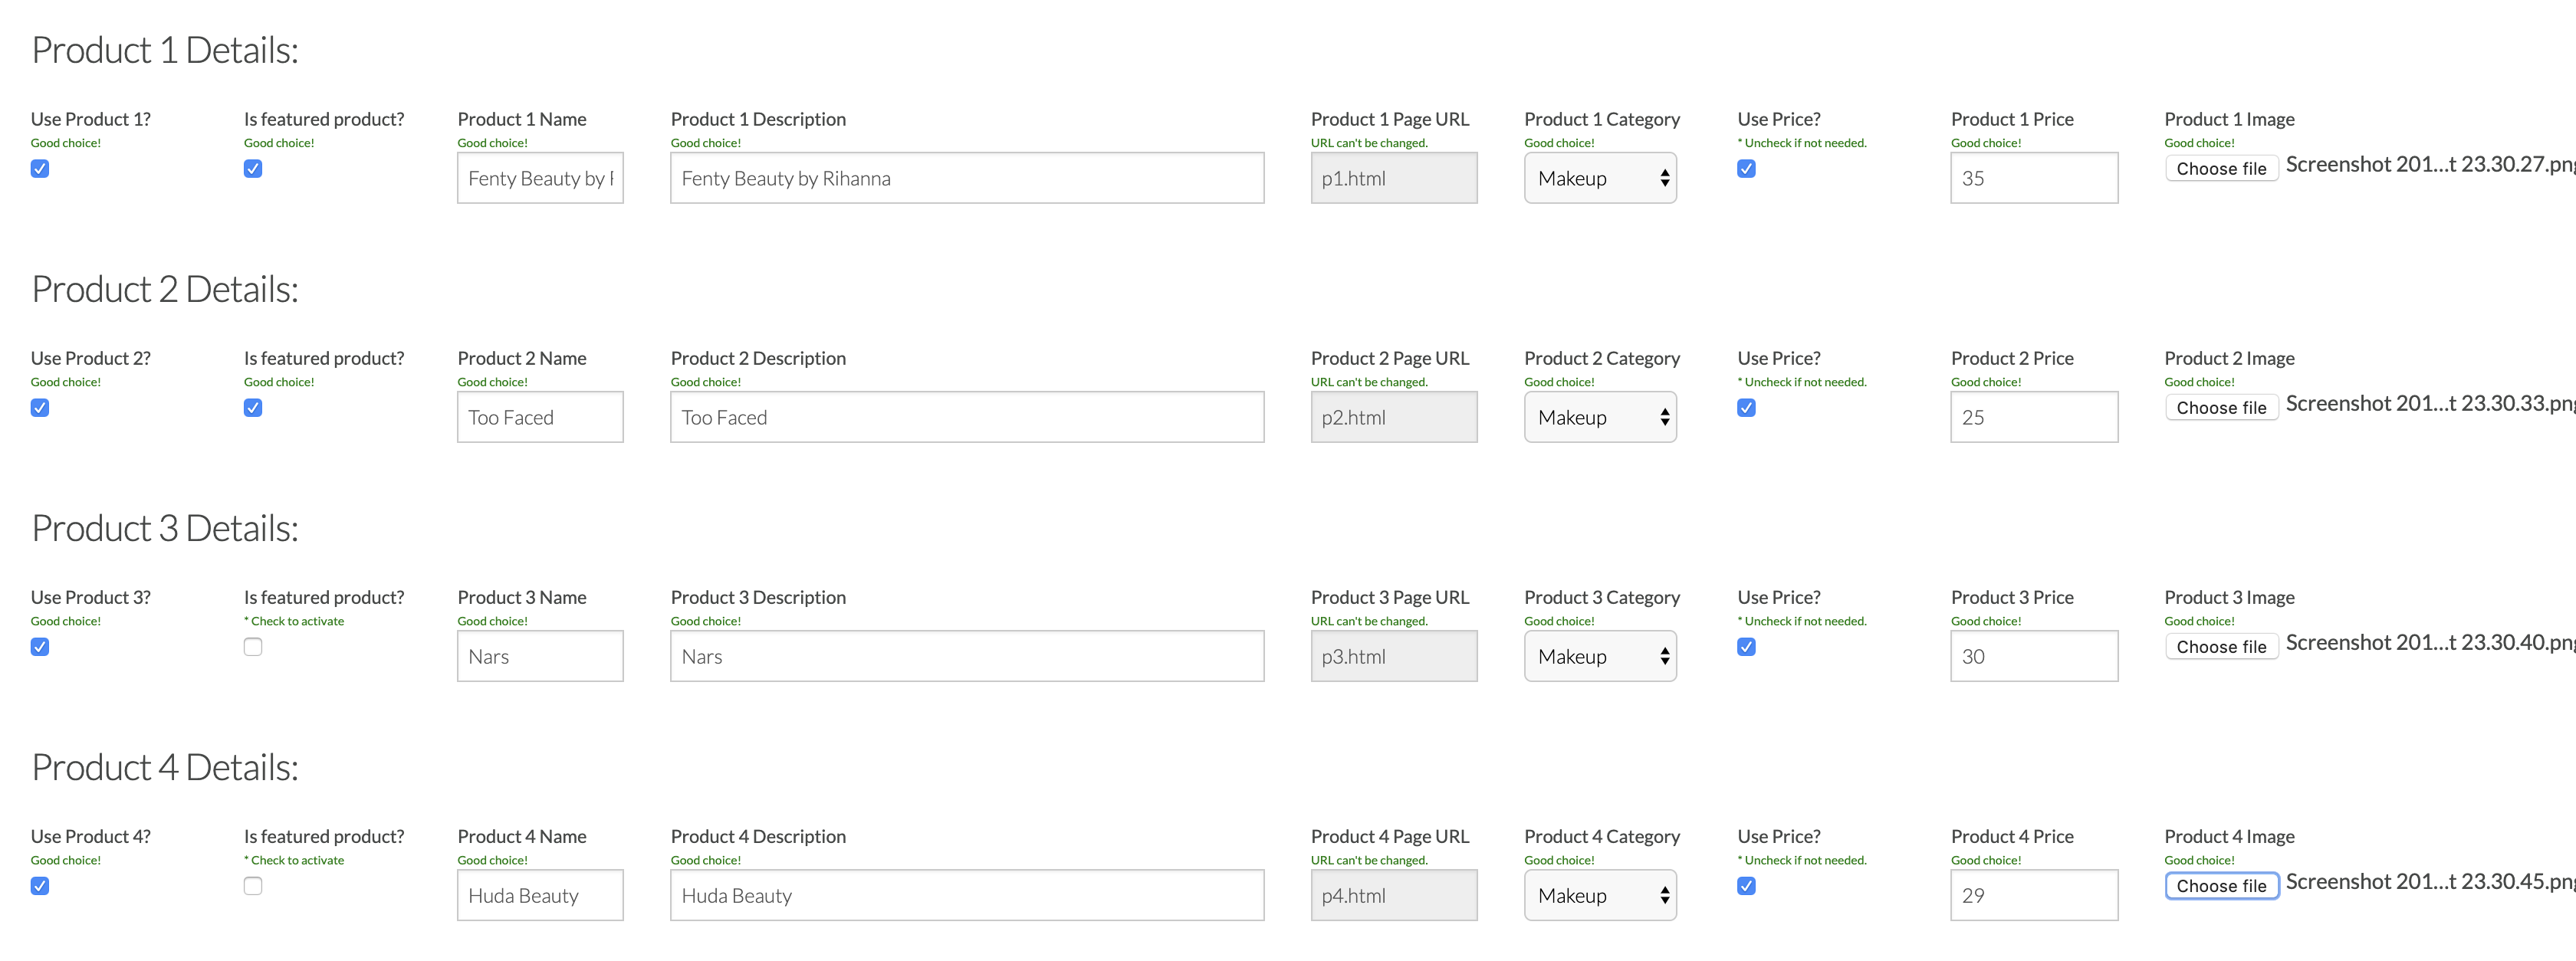 Product 1 Details:
Use Product 1? Is featured product? Product 1 Name Product 1 Description Product 1 Page URL Product 1 Category Use Price? Product 1 Price Product 1 Image
Good choice! Good choice! Good choice! Good choice! URL can't be changed. Good choice! * Uncheck if not needed. Good choice! Good choice!
Fenty Beauty by Fenty Beauty by Rihanna p1.html Makeup 35 Choose file Screenshot 201...t 23.30.27.png
Product 2 Details:
Use Product 2? Is featured product? Product 2 Name Product 2 Description Product 2 Page URL Product 2 Category Use Price? Product 2 Price Product 2 Image
Good choice! Good choice! Good choice! Good choice! URL can't be changed. Good choice! * Uncheck if not needed. Good choice! Good choice!
Too Faced Too Faced p2.html Makeup 25 Choose file Screenshot 201...t 23.30.33.png
Product 3 Details:
Use Product 3? Is featured product? Product 3 Name Product 3 Description Product 3 Page URL Product 3 Category Use Price? Product 3 Price Product 3 Image
Good choice! * Check to activate Good choice! Good choice! URL can't be changed. Good choice! * Uncheck if not needed. Good choice! Good choice!
Nars Nars p3.html Makeup 30 Choose file Screenshot 201...t 23.30.40.png
Product 4 Details:
Use Product 4? Is featured product? Product 4 Name Product 4 Description Product 4 Page URL Product 4 Category Use Price? Product 4 Price Product 4 Image
Good choice! * Check to activate Good choice! Good choice! URL can't be changed. Good choice! * Uncheck if not needed. Good choice! Good choice!
Huda Beauty Huda Beauty p4.html Makeup 29 Choose file Screenshot 201...t 23.30.45.png